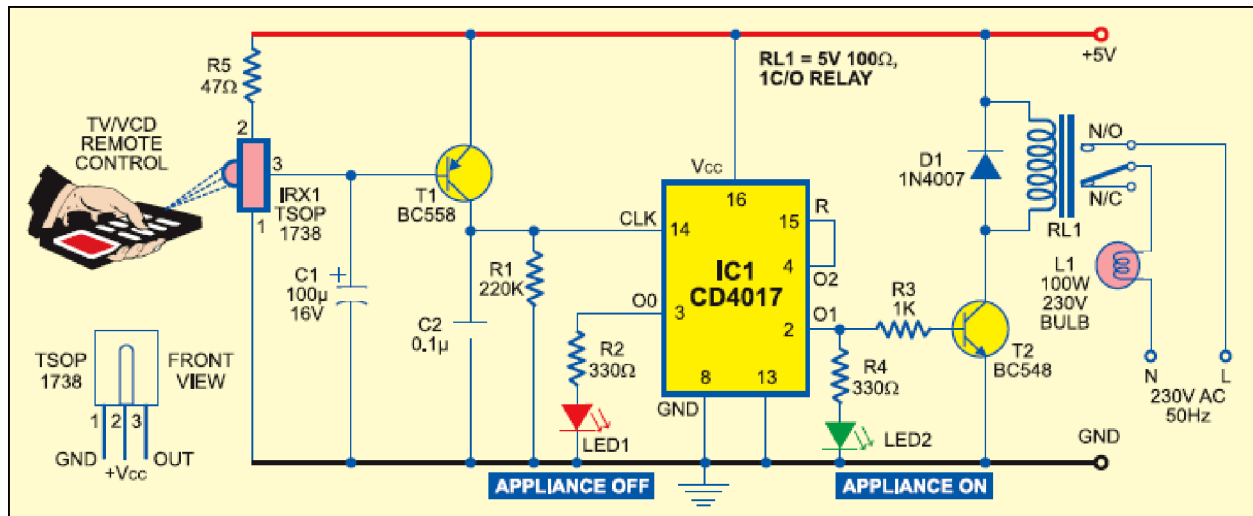 R5
47Ω
TV/VCD
REMOTE
CONTROL
2
3
1
IRX1
TSOP
1738
C1
+
100µ
16V
TSOP
1738
FRONT
VIEW
1
2
3
GND
+Vcc
OUT
T1
BC558
C2
0.1µ
R1
220K
CLK
O0
R2
330Ω
LED1
APPLIANCE OFF
Vcc
16
14
15
R
IC1
CD4017
4
O2
3
O1
2
8
13
GND
RL1 = 5V 100Ω,
1C/O RELAY
R3
1K
R4
330Ω
LED2
APPLIANCE ON
D1
1N4007
T2
BC548
+5V
N/O
N/C
RL1
L1
100W
230V
BULB
N
L
230V AC
50Hz
GND